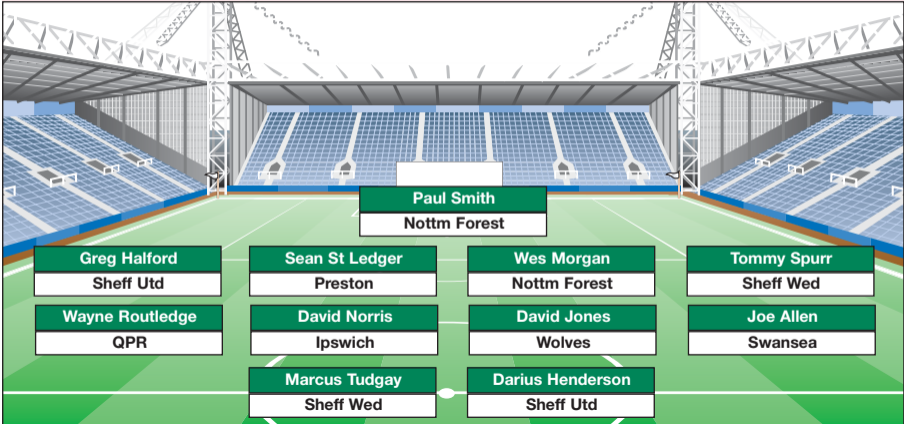 Paul Smith
Nottm Forest
Greg Halford
Sheff Utd
Sean St Ledger
Preston
Wes Morgan
Nottm Forest
Tommy Spurr
Sheff Wed
Wayne Routledge
QPR
David Norris
Ipswich
David Jones
Wolves
Joe Allen
Swansea
Marcus Tudgay
Sheff Wed
Darius Henderson
Sheff Utd